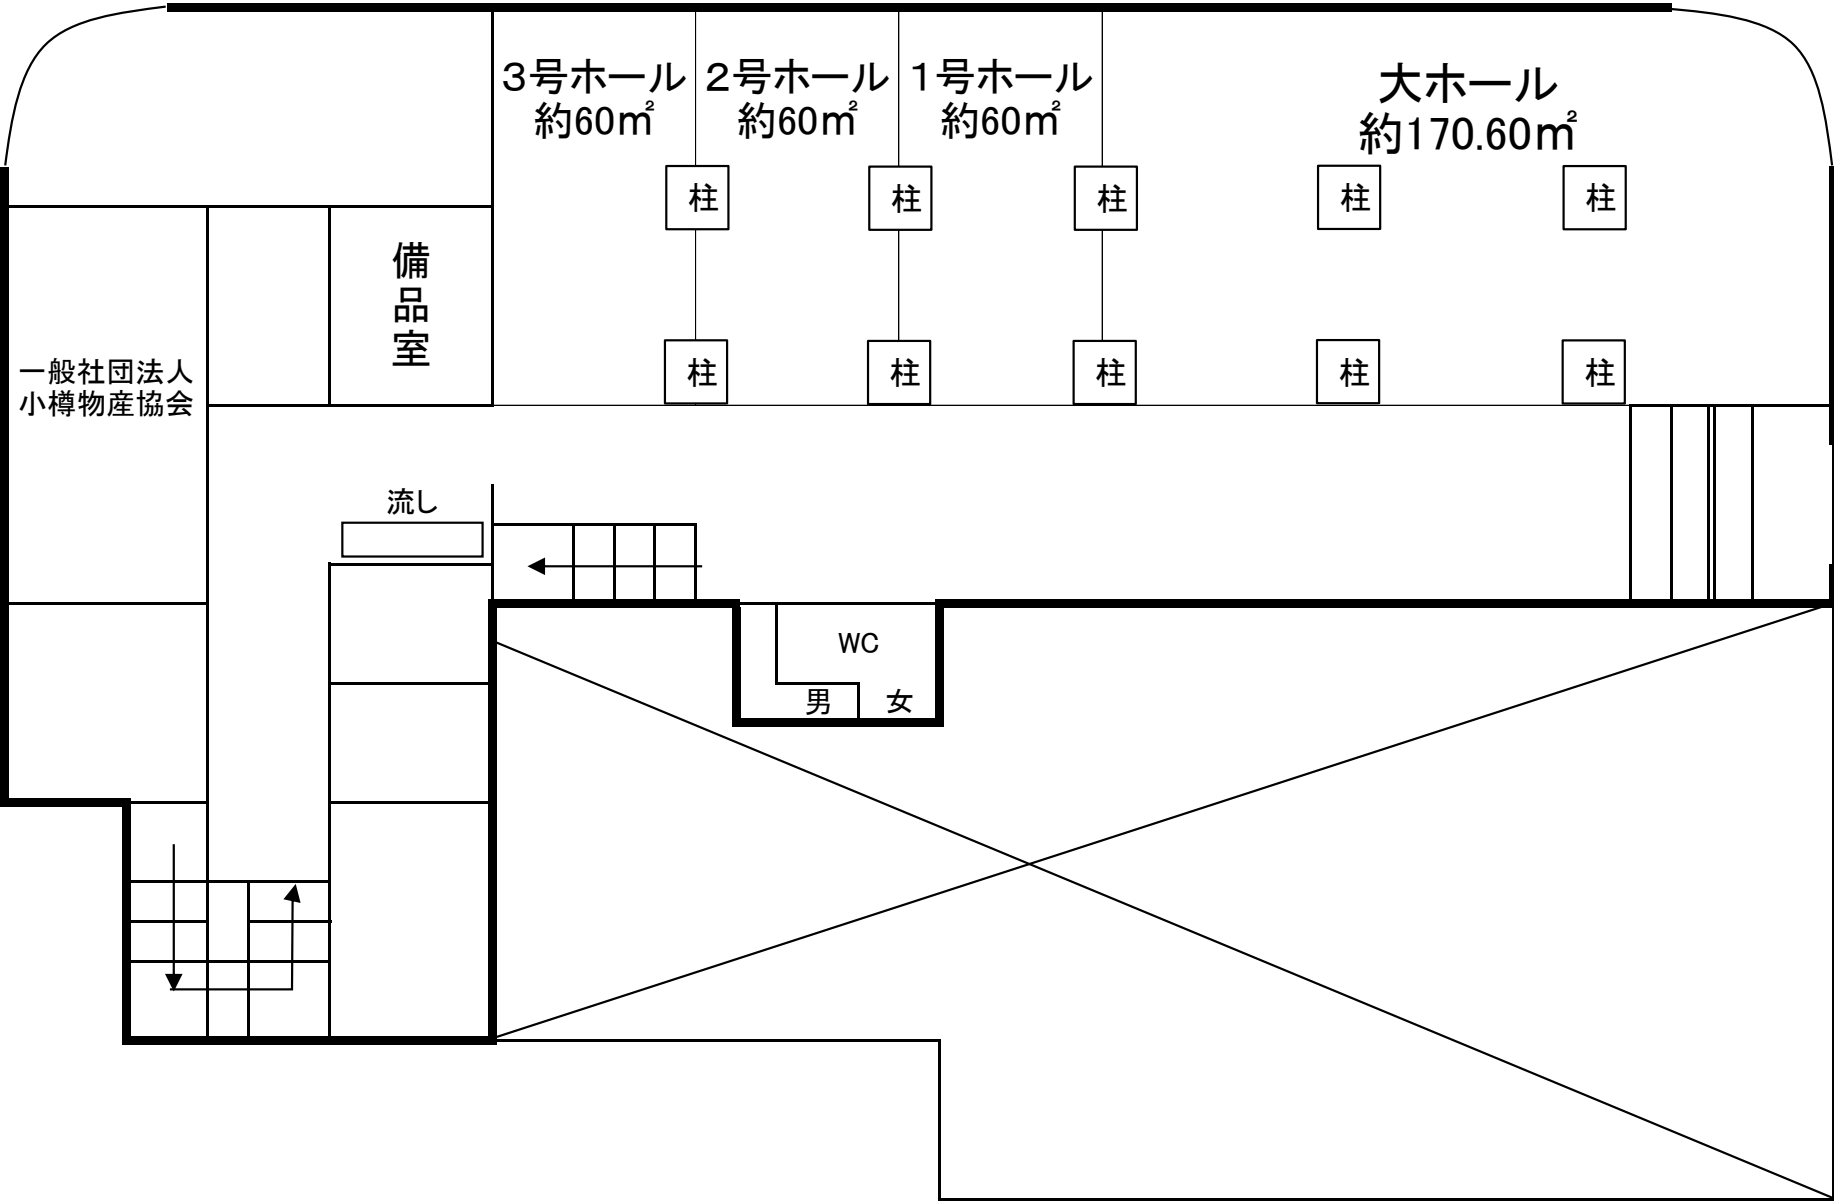 ３号ホール
約60㎡
２号ホール
約60㎡
１号ホール
約60㎡
大ホール
約170.60㎡
柱
柱
柱
柱
柱
備品室
柱
柱
柱
柱
柱
一般社団法人
小樽物産協会
流し
WC
男
女